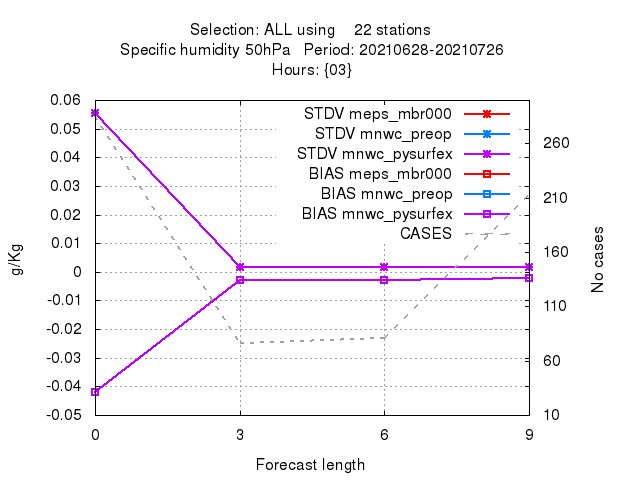 Selection: ALL using 22 stations
Specific humidity 50hPa Period: 20210628-20210726
Hours: {03}
STDV meps_mbr000
STDV mnwc_preop
STDV mnwc_pysurfex
BIAS meps_mbr000
BIAS mnwc_preop
BIAS mnwc_pysurfex
CASES
0.06
0.05
0.04
0.03
0.02
0.01
0
-0.01
-0.02
-0.03
-0.04
-0.05
g/Kg
260
210
160
110
60
10
No cases
0 3 6 9
Forecast length